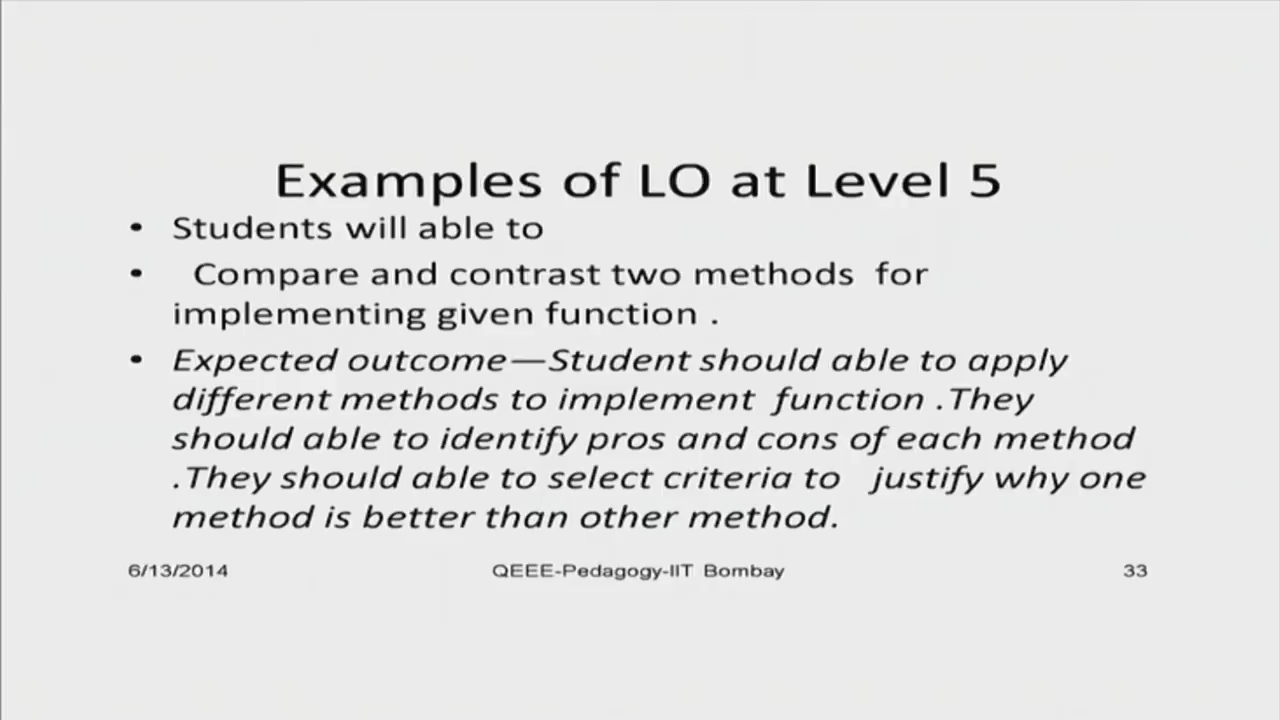 Examples of LO at Level 5
• Students will able to
• Compare and contrast two methods for
implementing given function .
• Expected outcome—Student should able to apply
different methods to implement function .They
should able to identify pros and cons of each method
.They should able to select criteria to justify why one
method is better than other method.
6/13/2014 QEEE-Pedagogy-IIT Bombay 33